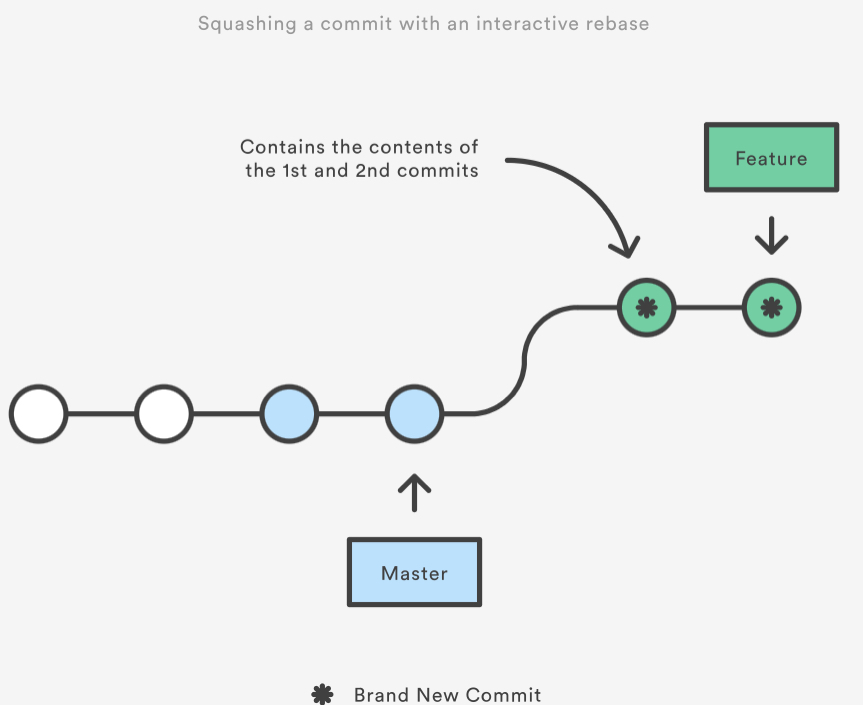 Squashing a commit with an interactive rebase
Contains the contents of
the 1st and 2nd commits
Feature
Master
Brand New Commit